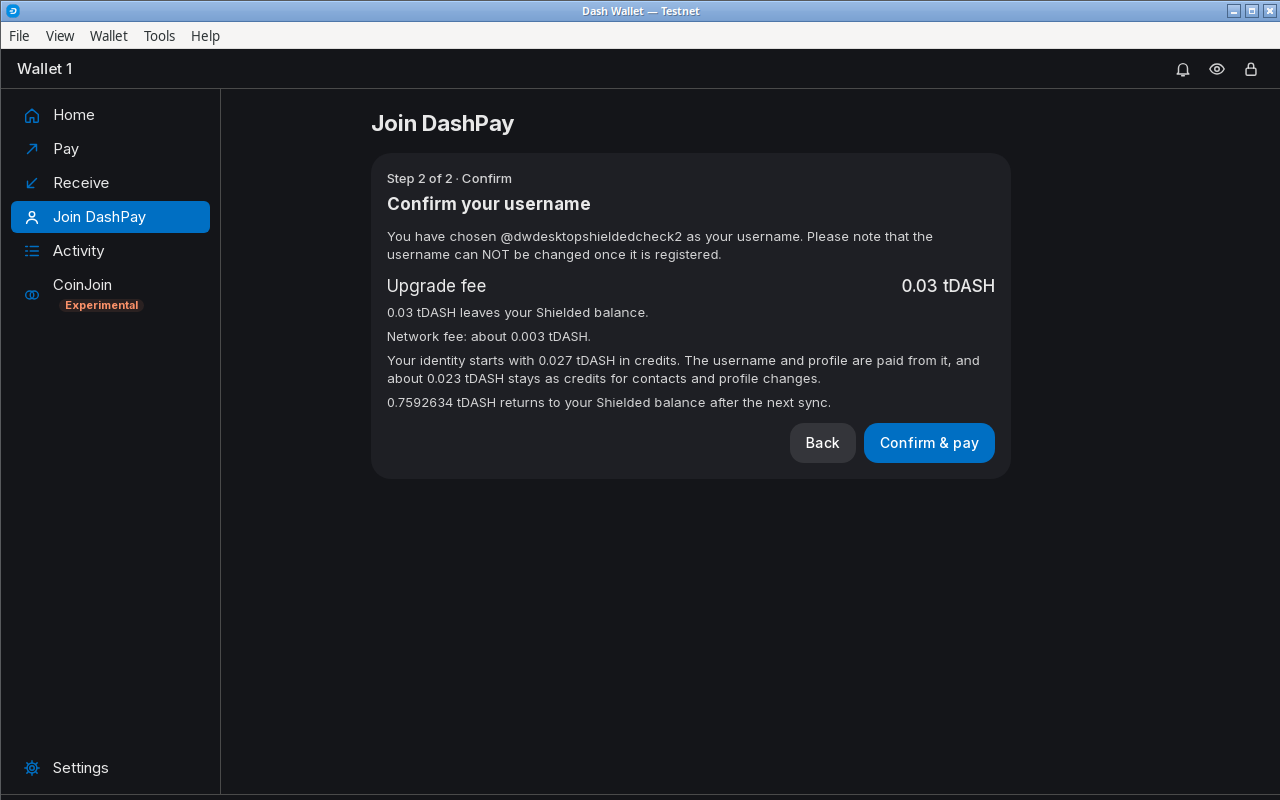 Dash Wallet — Testnet
File View Wallet Tools Help
Wallet 1
Home
Pay
Receive
Join DashPay
Activity
CoinJoin
Experimental
Settings
Join DashPay
Step 2 of 2 · Confirm
Confirm your username
You have chosen @dwdesktopshieldedcheck2 as your username. Please note that the
username can NOT be changed once it is registered.
Upgrade fee 0.03 tDASH
0.03 tDASH leaves your Shielded balance.
Network fee: about 0.003 tDASH.
Your identity starts with 0.027 tDASH in credits. The username and profile are paid from it, and
about 0.023 tDASH stays as credits for contacts and profile changes.
0.7592634 tDASH returns to your Shielded balance after the next sync.
Back Confirm & pay